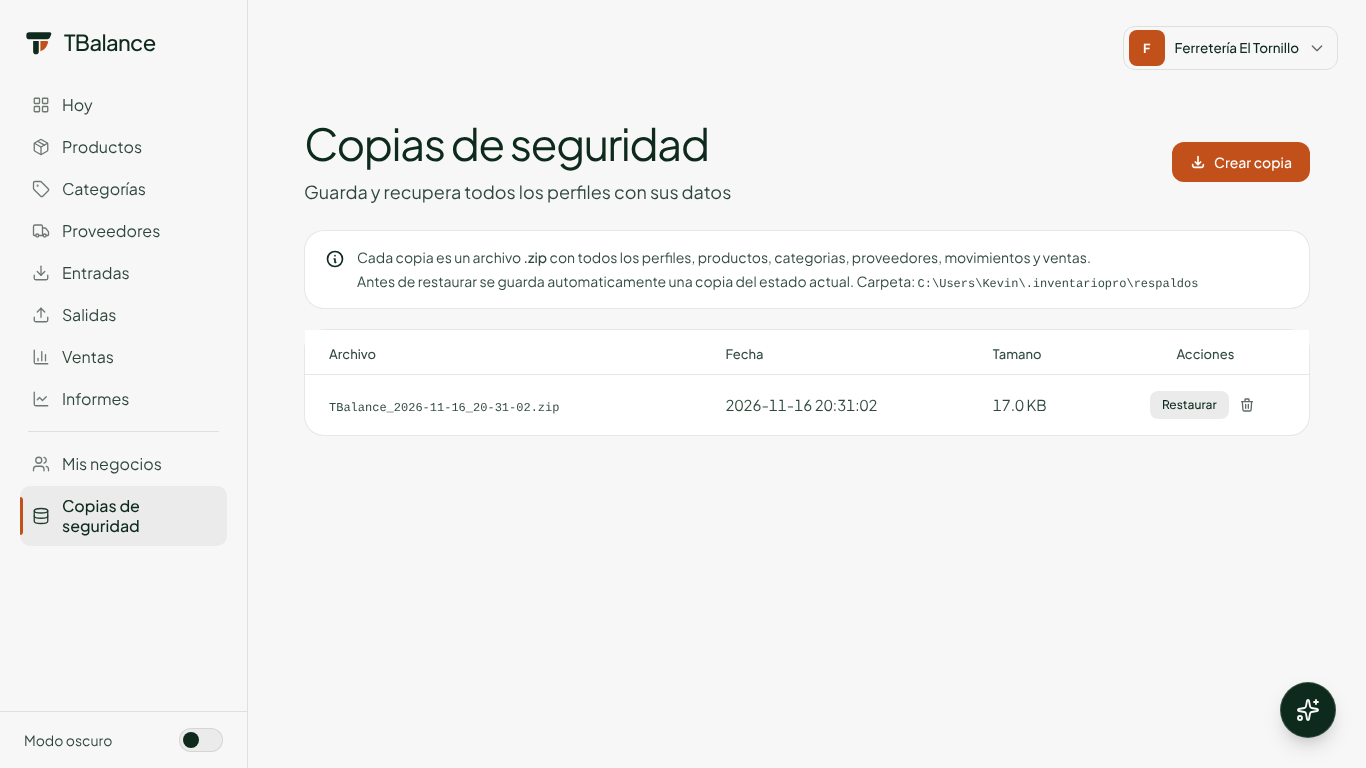 TBalance
Hoy
Productos
Categorías
Proveedores
Entradas
Salidas
Ventas
Informes
Mis negocios
Copias de
seguridad
Modo oscuro
F
Ferretería El Tornillo
Copias de seguridad
Guarda y recupera todos los perfiles con sus datos
Crear copia
Cada copia es un archivo .zip con todos los perfiles, productos, categorias, proveedores, movimientos y ventas.
Antes de restaurar se guarda automaticamente una copia del estado actual. Carpeta: C:\Users\Kevin\.inventariopro\respaldos
Archivo Fecha Tamano Acciones
TBalance_2026-11-16_20-31-02.zip 2026-11-16 20:31:02 17.0 KB Restaurar